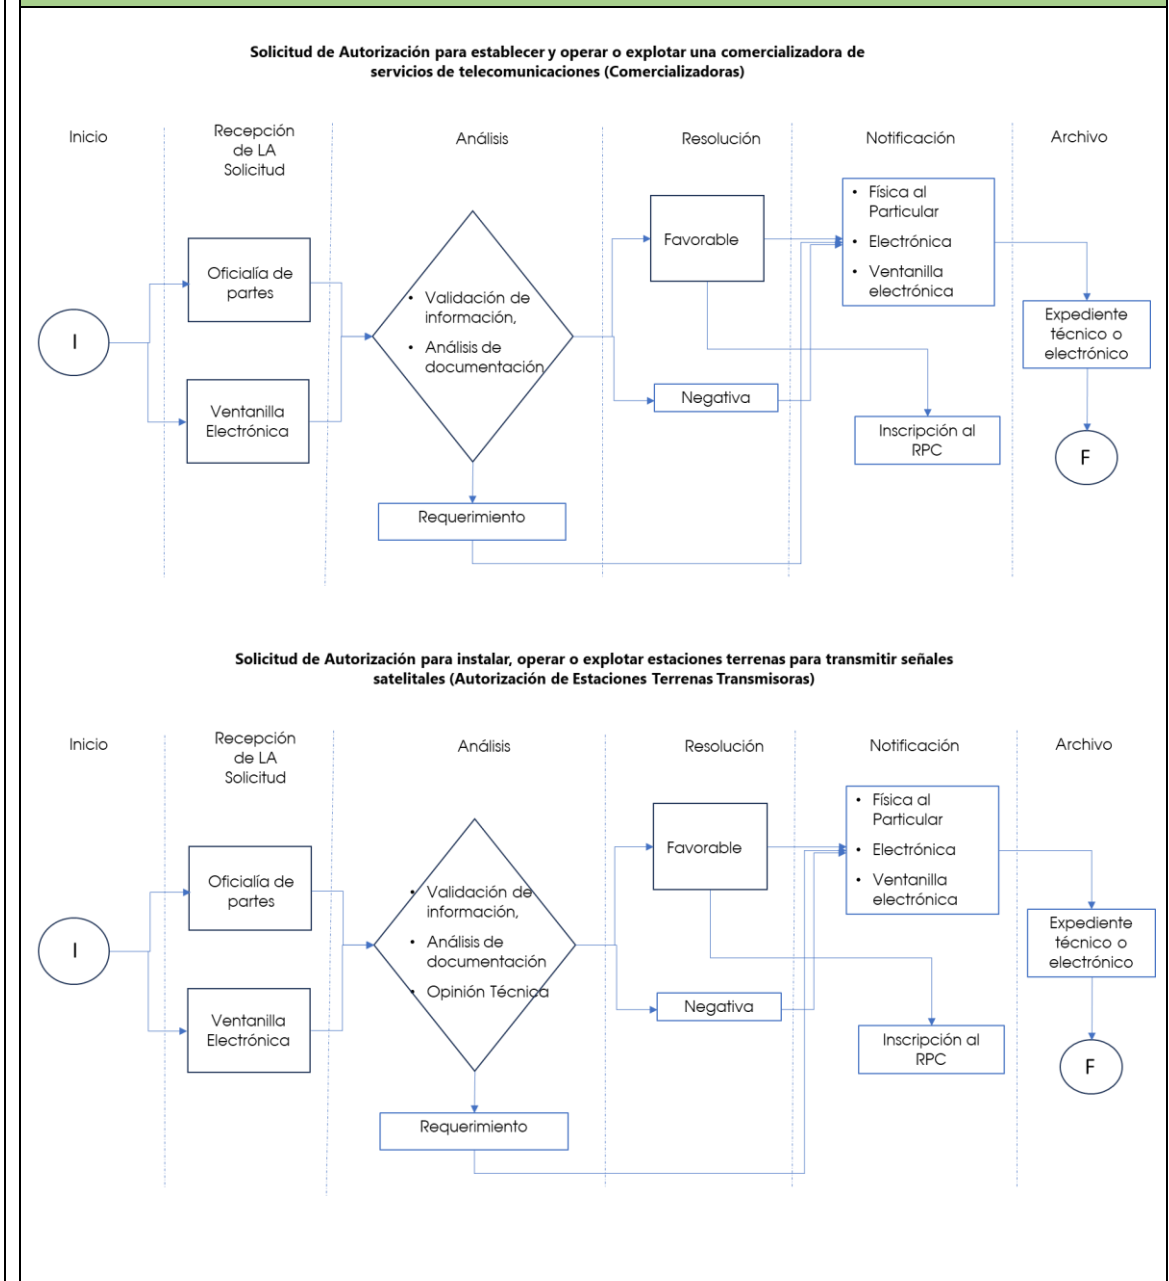 Solicitud de Autorización para establecer y operar o explotar una comercializadora de
servicios de telecomunicaciones (Comercializadoras)
Inicio
Recepción
de LA
Solicitud
Análisis
Resolución
Notificación
Archivo
I
Oficialía de
partes
Ventanilla
Electrónica
• Validación de
información,
• Análisis de
documentación
Requerimiento
Favorable
Negativa
• Física al
Particular
• Electrónica
• Ventanilla
electrónica
Inscripción al
RPC
Expediente
técnico o
electrónico
F
Solicitud de Autorización para instalar, operar o explotar estaciones terrenas para transmitir señales
satelitales (Autorización de Estaciones Terrenas Transmisoras)
Inicio
Recepción
de LA
Solicitud
Análisis
Resolución
Notificación
Archivo
I
Oficialía de
partes
Ventanilla
Electrónica
• Validación de
información,
• Análisis de
documentación
• Opinión Técnica
Requerimiento
Favorable
Negativa
• Física al
Particular
• Electrónica
• Ventanilla
electrónica
Inscripción al
RPC
Expediente
técnico o
electrónico
F